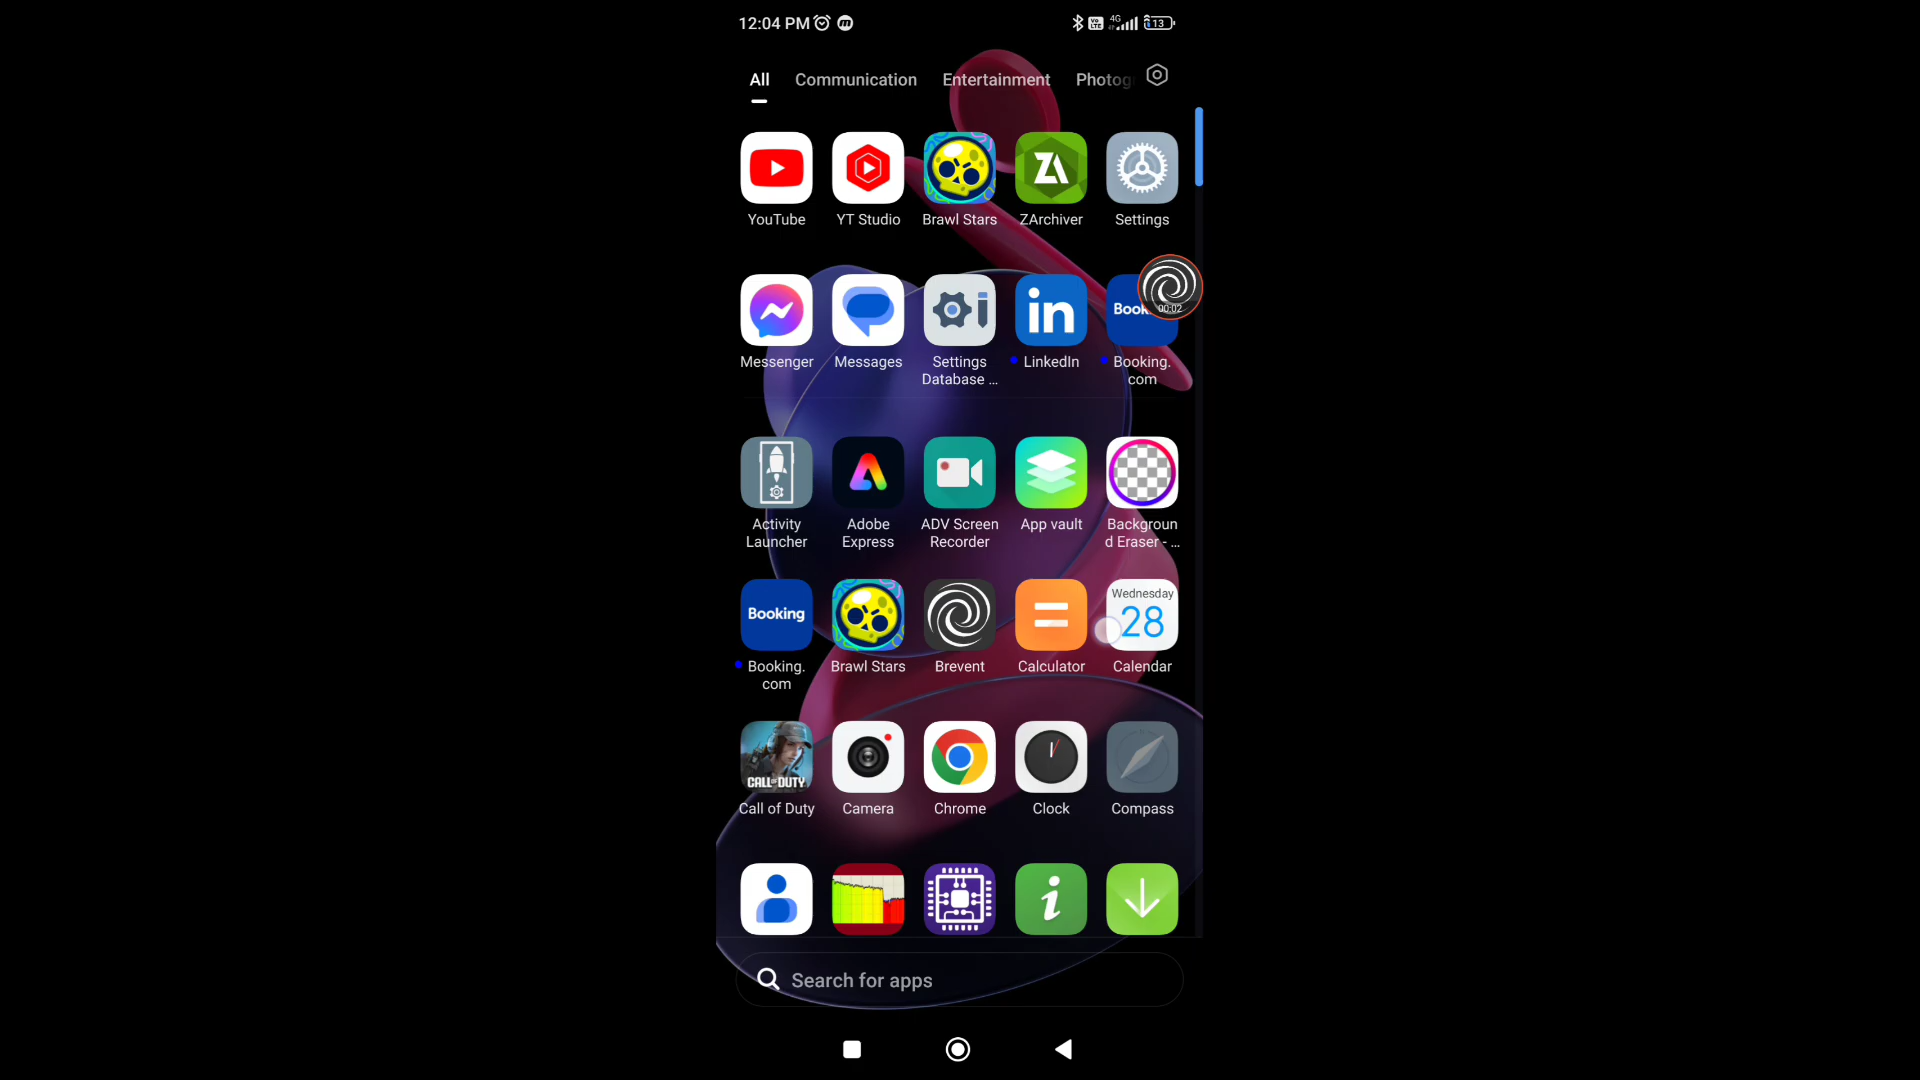 12:04 PM
4G
13
All Communication Entertainment Photog
YouTube YT Studio Brawl Stars ZArchiver Settings
in Book 00:02
Messenger Messages Settings LinkedIn Booking.
Database ... com
Activity Adobe ADV Screen App vault Backgroun
Launcher Express Recorder d Eraser - ...
Booking Wednesday
28
Booking. Brawl Stars Brevent Calculator Calendar
com
CALL OF DUTY
Call of Duty Camera Chrome Clock Compass
i
Search for apps